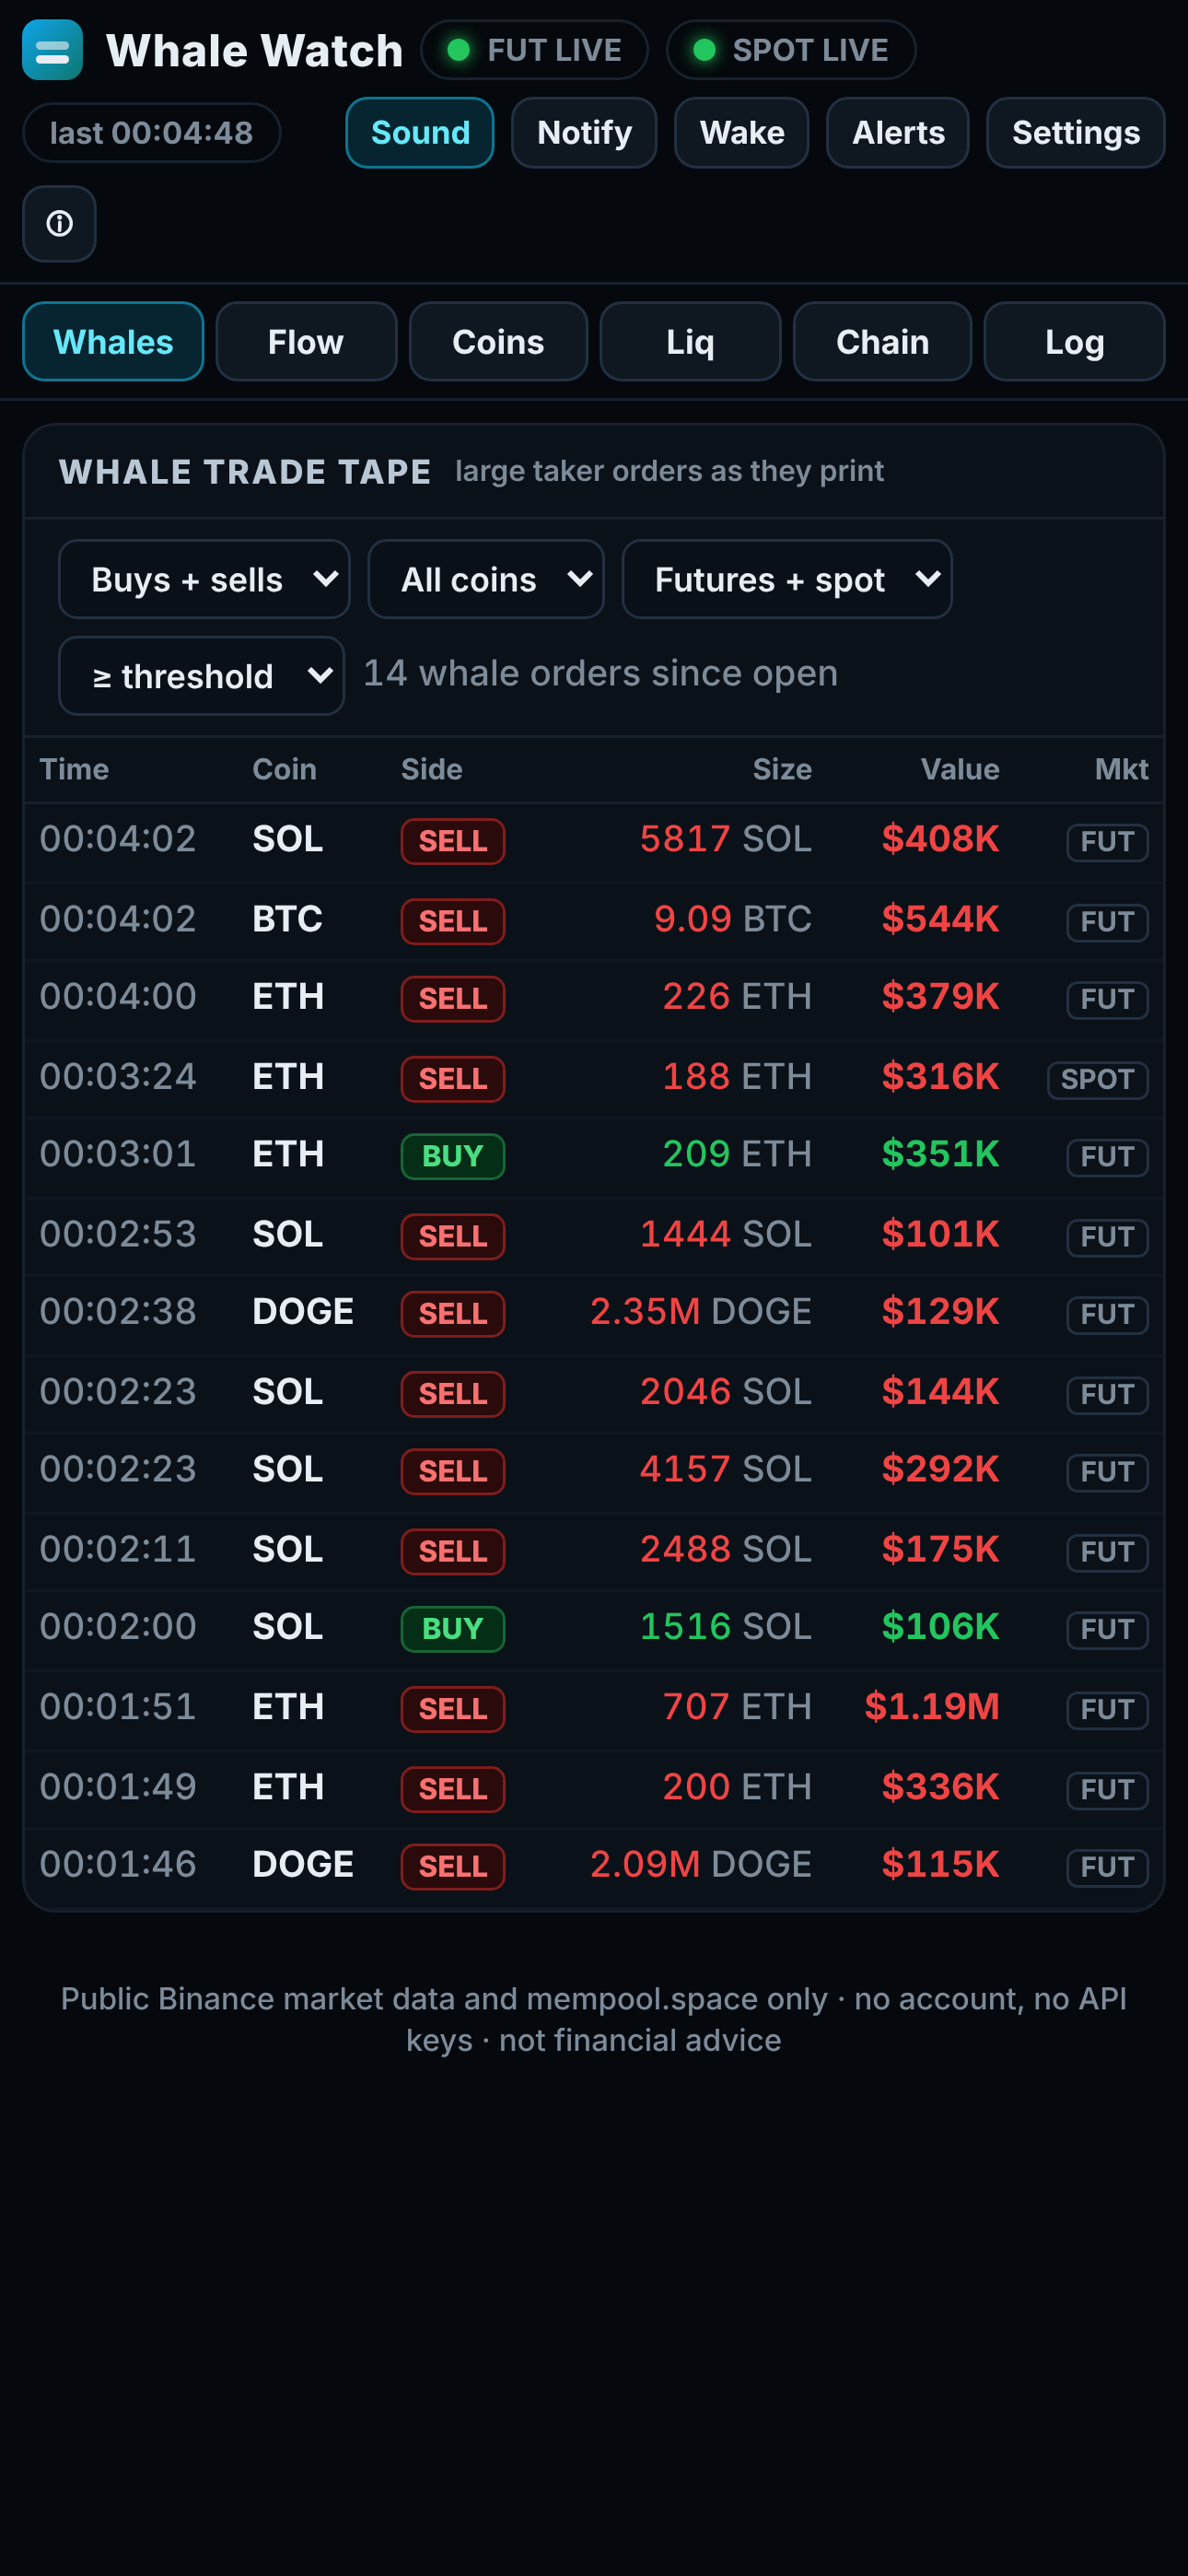 Whale Watch FUT LIVE SPOT LIVE
last 00:04:48 Sound Notify Wake Alerts Settings
Whales Flow Coins Liq Chain Log
WHALE TRADE TAPE large taker orders as they print
Buys + sells All coins Futures + spot
≥ threshold 14 whale orders since open
Time Coin Side Size Value Mkt
00:04:02 SOL SELL 5817 SOL $408K FUT
00:04:02 BTC SELL 9.09 BTC $544K FUT
00:04:00 ETH SELL 226 ETH $379K FUT
00:03:24 ETH SELL 188 ETH $316K SPOT
00:03:01 ETH BUY 209 ETH $351K FUT
00:02:53 SOL SELL 1444 SOL $101K FUT
00:02:38 DOGE SELL 2.35M DOGE $129K FUT
00:02:23 SOL SELL 2046 SOL $144K FUT
00:02:23 SOL SELL 4157 SOL $292K FUT
00:02:11 SOL SELL 2488 SOL $175K FUT
00:02:00 SOL BUY 1516 SOL $106K FUT
00:01:51 ETH SELL 707 ETH $1.19M FUT
00:01:49 ETH SELL 200 ETH $336K FUT
00:01:46 DOGE SELL 2.09M DOGE $115K FUT
Public Binance market data and mempool.space only · no account, no API
keys · not financial advice